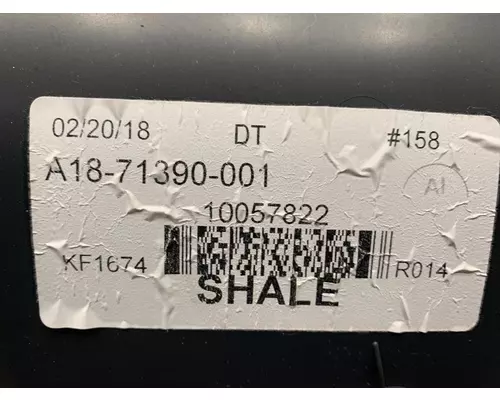 02/20/18 DT #158
A18-71390-001 AI
10057822
KF1674 R014
SHALE